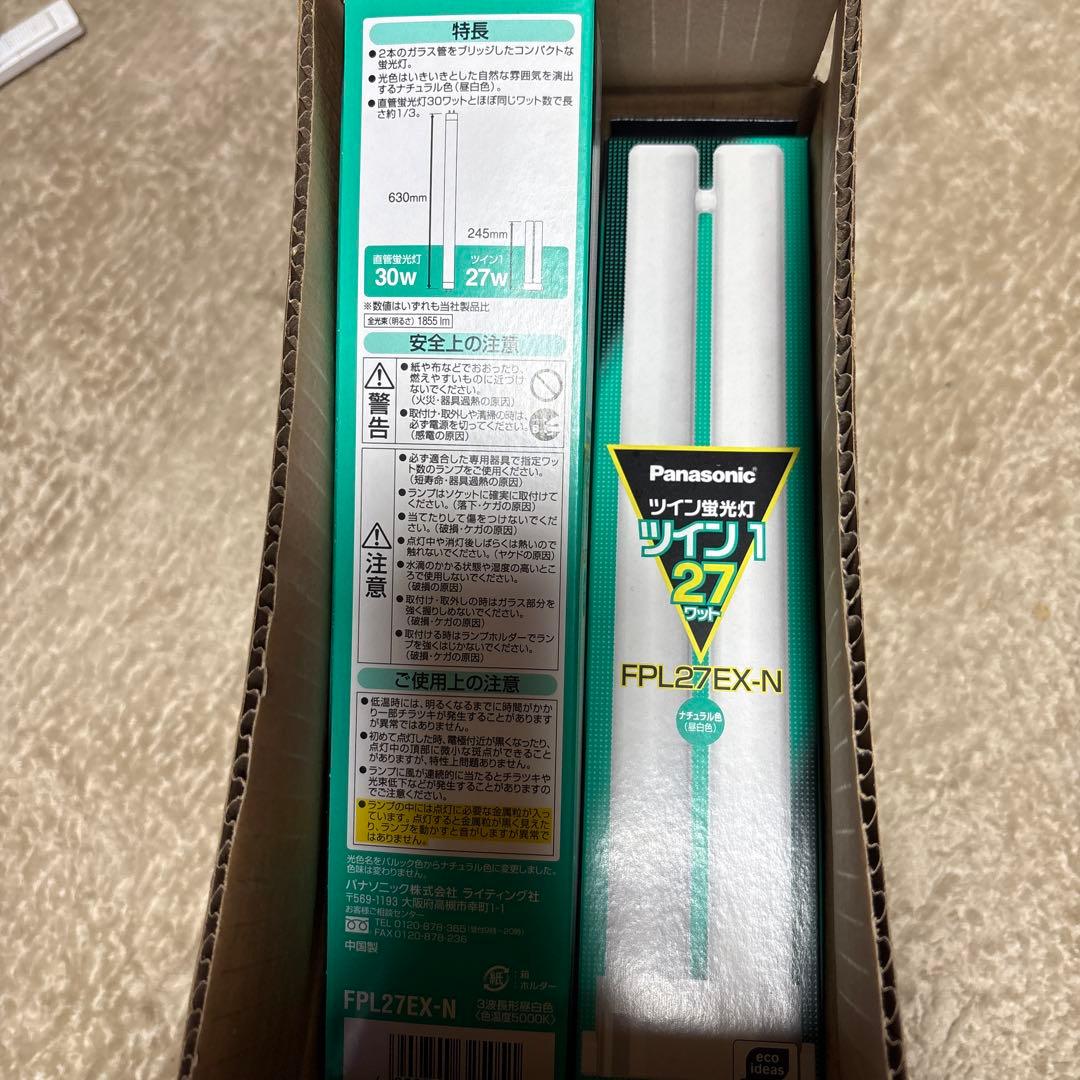 特長
●2本のガラス管をブリッジしたコンパクトな
蛍光灯。
●光色はいきいきとした自然な雰囲気を演出
するナチュラル色(昼白色)。
●直管蛍光灯30ワットとほぼ同じワット数で長
さ約1/3。
630mm
245mm
直管蛍光灯
30W
ツイン1
27W
※数値はいずれも当社製品比
全光束(明るさ) 1855 lm
安全上の注意
警告
●紙や布などでおおったり、
燃えやすいものに近づけ
ないでください。
(火災・器具過熱の原因)
●取付け・取外しや清掃の時は、
必ず電源を切ってください。
(感電の原因)
注意
●必ず適合した専用器具で指定ワッ
ト数のランプをご使用ください。
(短寿命・器具過熱の原因)
●ランプはソケットに確実に取付けて
ください。(落下・ケガの原因)
●当てたりして傷をつけないでくだ
さい。(破損・ケガの原因)
●点灯中や消灯後しばらくは熱いので
触れないでください。(ヤケドの原因)
●水滴のかかる状態や湿度の高いとこ
ろで使用しないでください。
(破損の原因)
●取付け・取外しの時はガラス部分を
強く握りしめないでください。
(破損・ケガの原因)
●取付ける時はランプホルダーでラン
プを強くはじかないでください。
(破損・ケガの原因)
ご使用上の注意
●低温時には、明るくなるまでに時間がかか
り一部チラツキが発生することがあります
が異常ではありません。
●初めて点灯した時、電極付近が黒くなったり、
点灯中の頂部に微小な斑点ができること
がありますが、特性上問題ありません。
●ランプに風が連続的に当たるとチラツキや
光束低下などが発生することがありますの
でご注意ください。
●ランプの中には点灯に必要な金属粒が入っ
ています。点灯すると金属粒が黒く見えた
り、ランプを動かすと音がしますが異常で
はありません。
光色名をパルック色からナチュラル色に変更しました。
色味は変わりません。
パナソニック株式会社 ライティング社
〒569-1193 大阪府高槻市幸町1-1
お客様ご相談センター
TEL 0120-878-365(受付9時~20時)
FAX 0120-878-236
中国製
紙
:箱
:ホルダー
FPL27EX-N
3波長形昼白色
〈色温度5000K〉
Panasonic
ツイン蛍光灯
ツイン1
27
ワット
FPL27EX-N
ナチュラル色
(昼白色)
eco
ideas